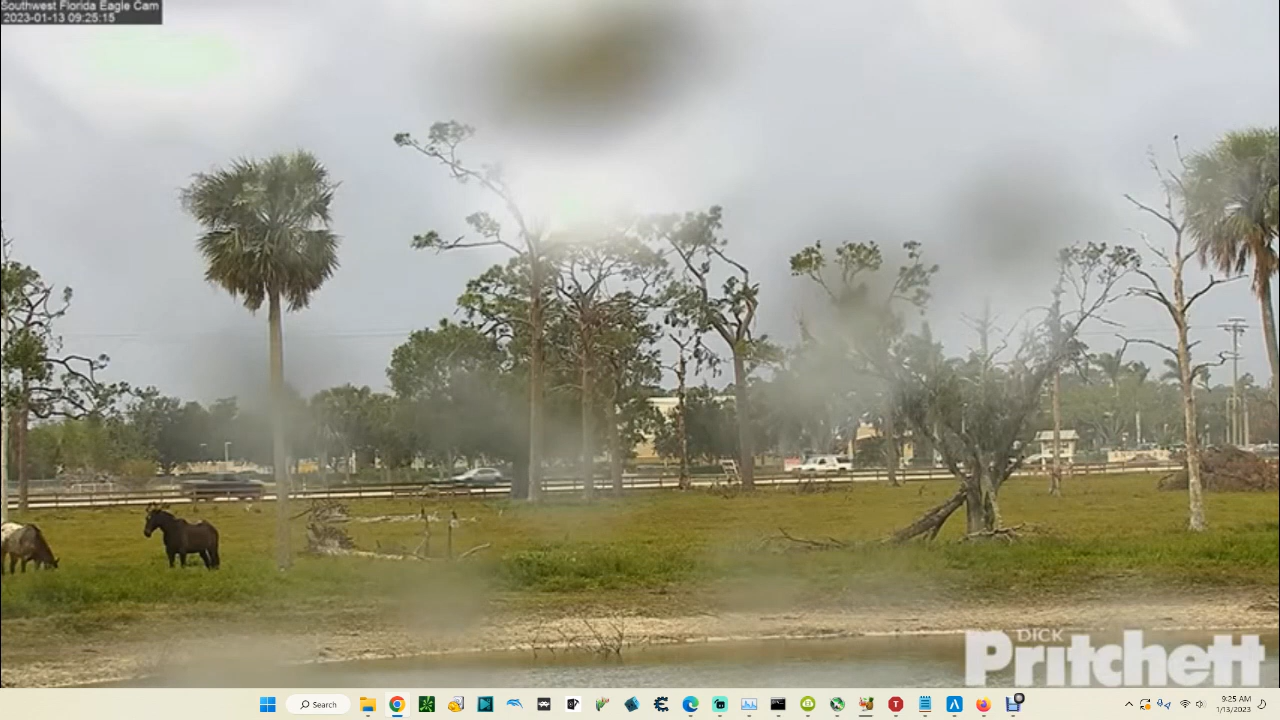 Southwest Florida Eagle Cam
2023-01-13 09:25:15
DICK
Pritchett
Search
9:25 AM
1/13/2023